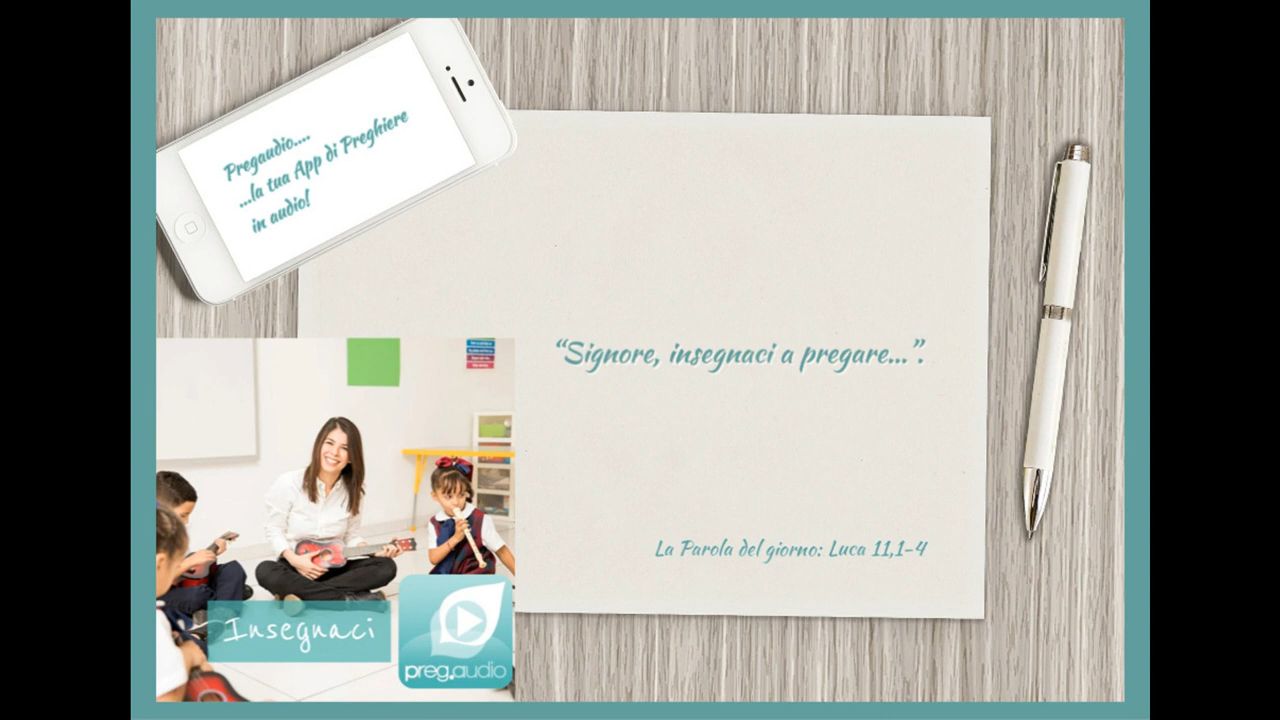 Pregaudio....
...la tua App di Preghiere
in audio!
“Signore, insegnaci a pregare...”.
La Parola del giorno: Luca 11,1-4
Insegnaci
preg.audio